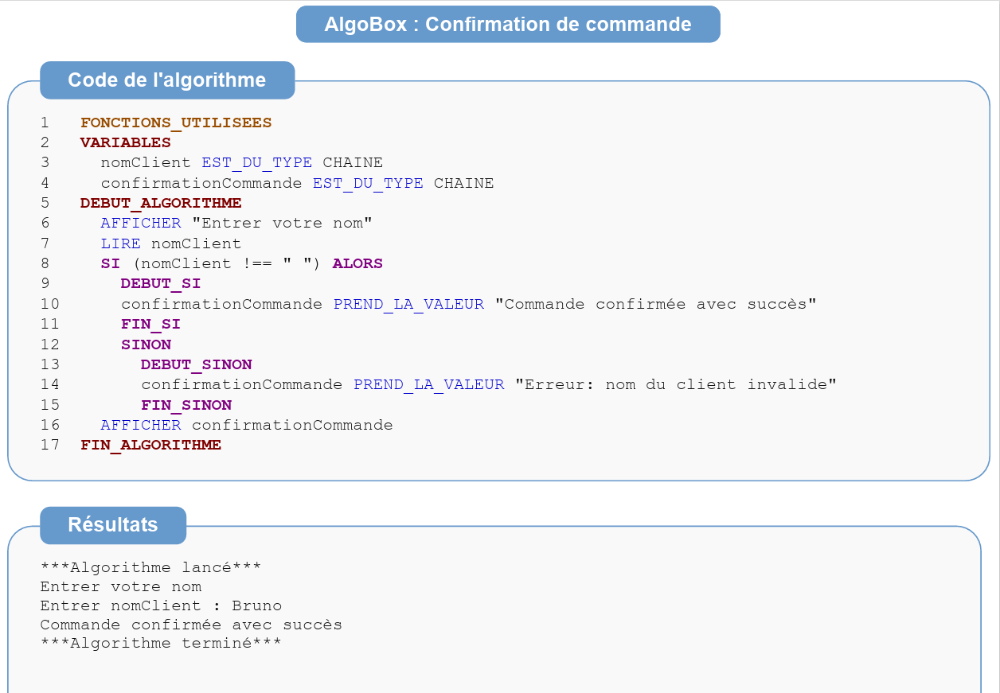 AlgoBox : Confirmation de commande
Code de l'algorithme
1 FONCTIONS_UTILISEES
2 VARIABLES
3 nomClient EST_DU_TYPE CHAINE
4 confirmationCommande EST_DU_TYPE CHAINE
5 DEBUT_ALGORITHME
6 AFFICHER "Entrer votre nom"
7 LIRE nomClient
8 SI (nomClient !== " ") ALORS
9 DEBUT_SI
10 confirmationCommande PREND_LA_VALEUR "Commande confirmée avec succès"
11 FIN_SI
12 SINON
13 DEBUT_SINON
14 confirmationCommande PREND_LA_VALEUR "Erreur: nom du client invalide"
15 FIN_SINON
16 AFFICHER confirmationCommande
17 FIN_ALGORITHME
Résultats
***Algorithme lancé***
Entrer votre nom
Entrer nomClient : Bruno
Commande confirmée avec succès
***Algorithme terminé***